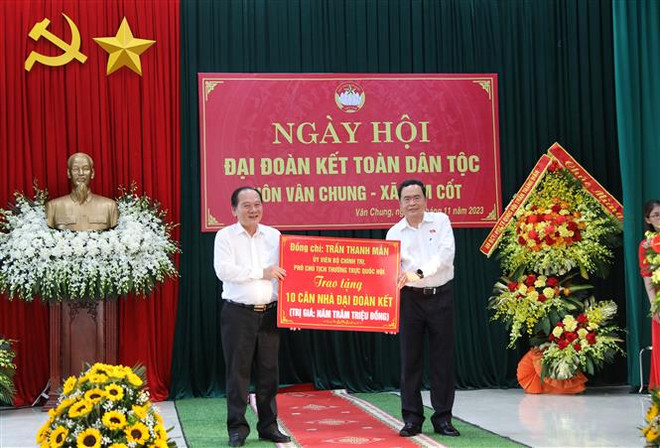 NGÀY HỘI
ĐẠI ĐOÀN KẾT TOÀN DÂN TỘC
VÂN CHUNG - XÃ CỐT
Vân Chung, 11 năm 2023
Đồng chí: TRẦN THANH MẪN
ỦY VIÊN BỘ CHÍNH TRỊ
PHÓ CHỦ TỊCH THƯỜNG TRỰC QUỐC HỘI
Trao tặng
10 CĂN NHÀ ĐẠI ĐOÀN KẾT
(TRỊ GIÁ: NĂM TRĂM TRIỆU ĐỒNG)